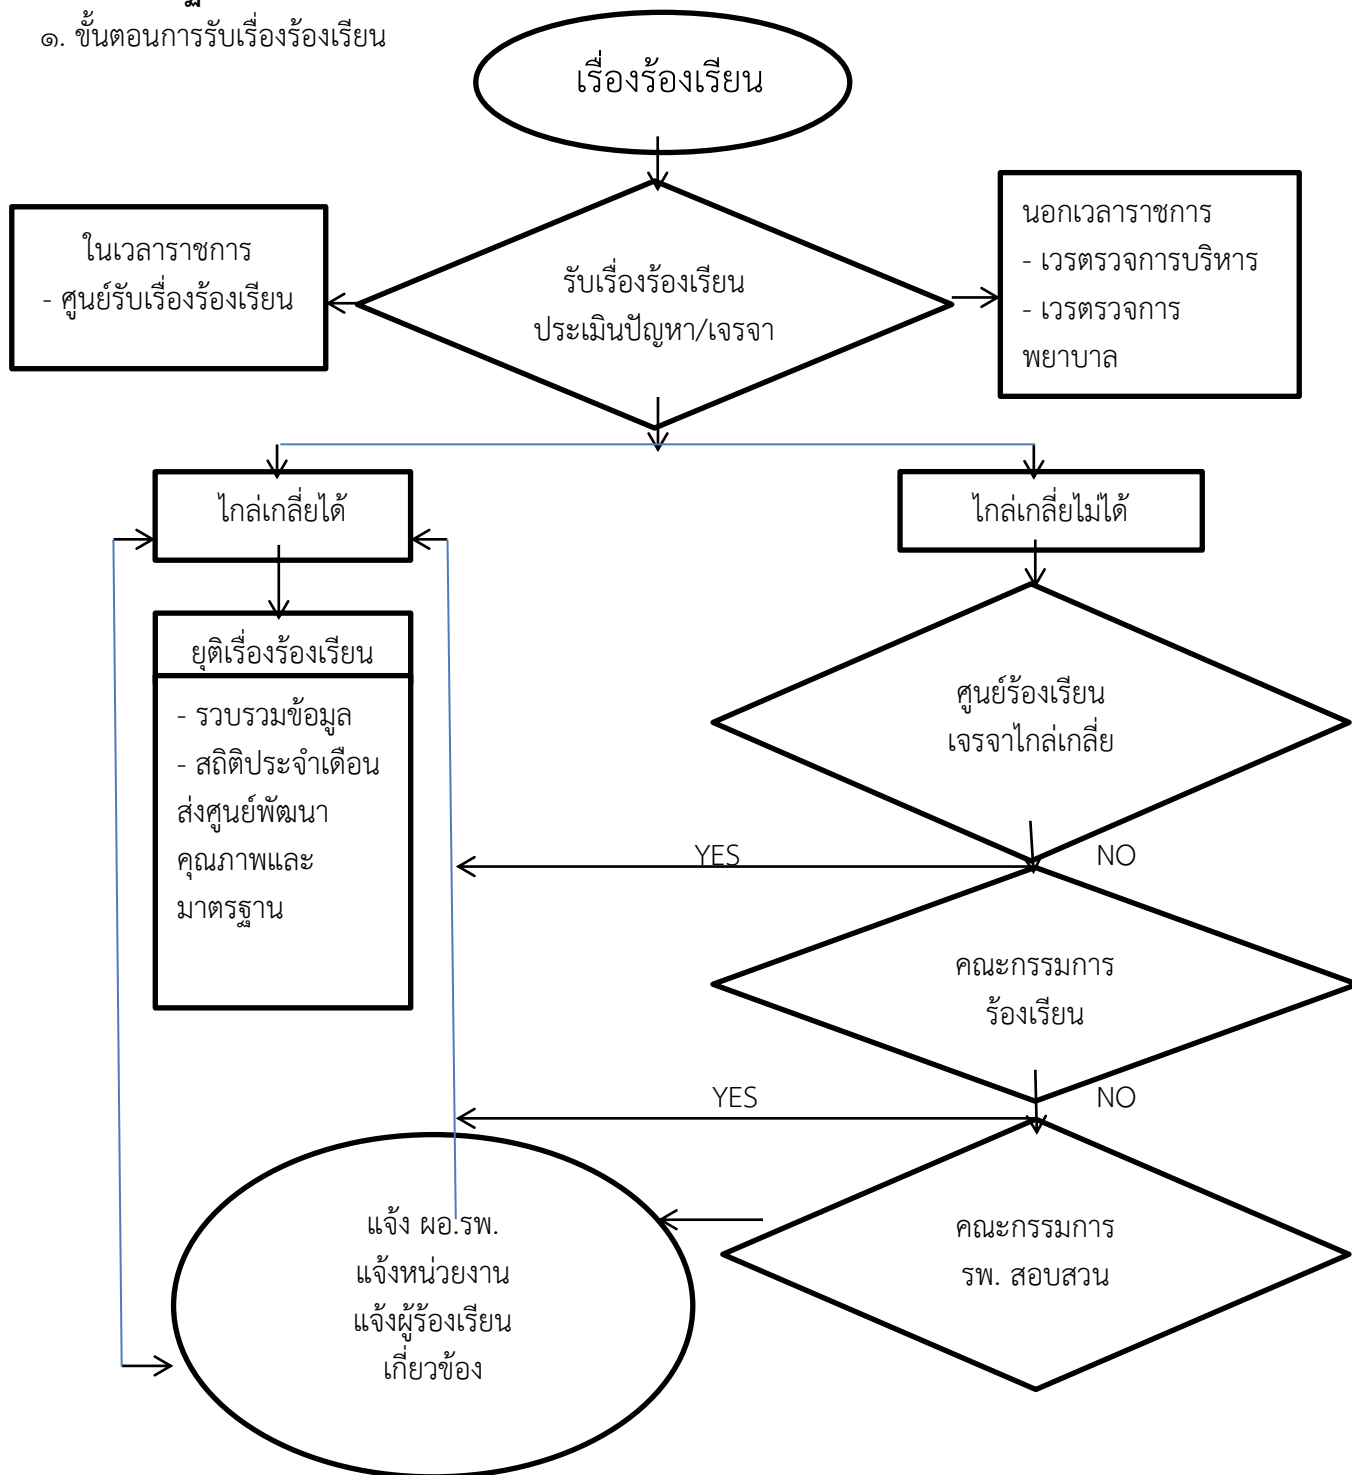 ๑. ขั้นตอนการรับเรื่องร้องเรียน
เรื่องร้องเรียน
ในเวลาราชการ
- ศูนย์รับเรื่องร้องเรียน
รับเรื่องร้องเรียน
ประเมินปัญหา/เจรจา
นอกเวลาราชการ
- เวรตรวจการบริหาร
- เวรตรวจการ
พยาบาล
ไกล่เกลี่ยได้
ไกล่เกลี่ยไม่ได้
ยุติเรื่องร้องเรียน
- รวบรวมข้อมูล
- สถิติประจำเดือน
ส่งศูนย์พัฒนา
คุณภาพและ
มาตรฐาน
ศูนย์ร้องเรียน
เจรจาไกล่เกลี่ย
YES
NO
คณะกรรมการ
ร้องเรียน
YES
NO
แจ้ง ผอ.รพ.
แจ้งหน่วยงาน
แจ้งผู้ร้องเรียน
เกี่ยวข้อง
คณะกรรมการ
รพ. สอบสวน